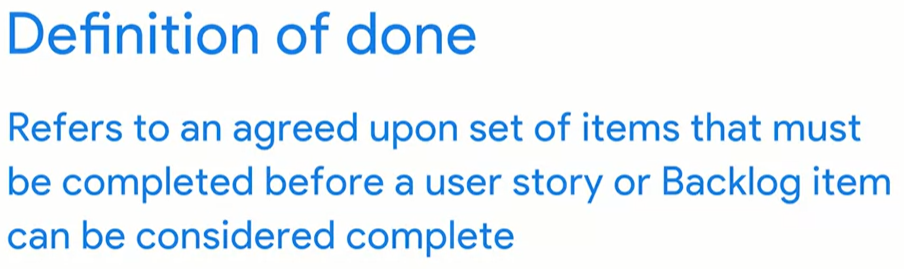 Definition of done
Refers to an agreed upon set of items that must
be completed before a user story or Backlog item
can be considered complete